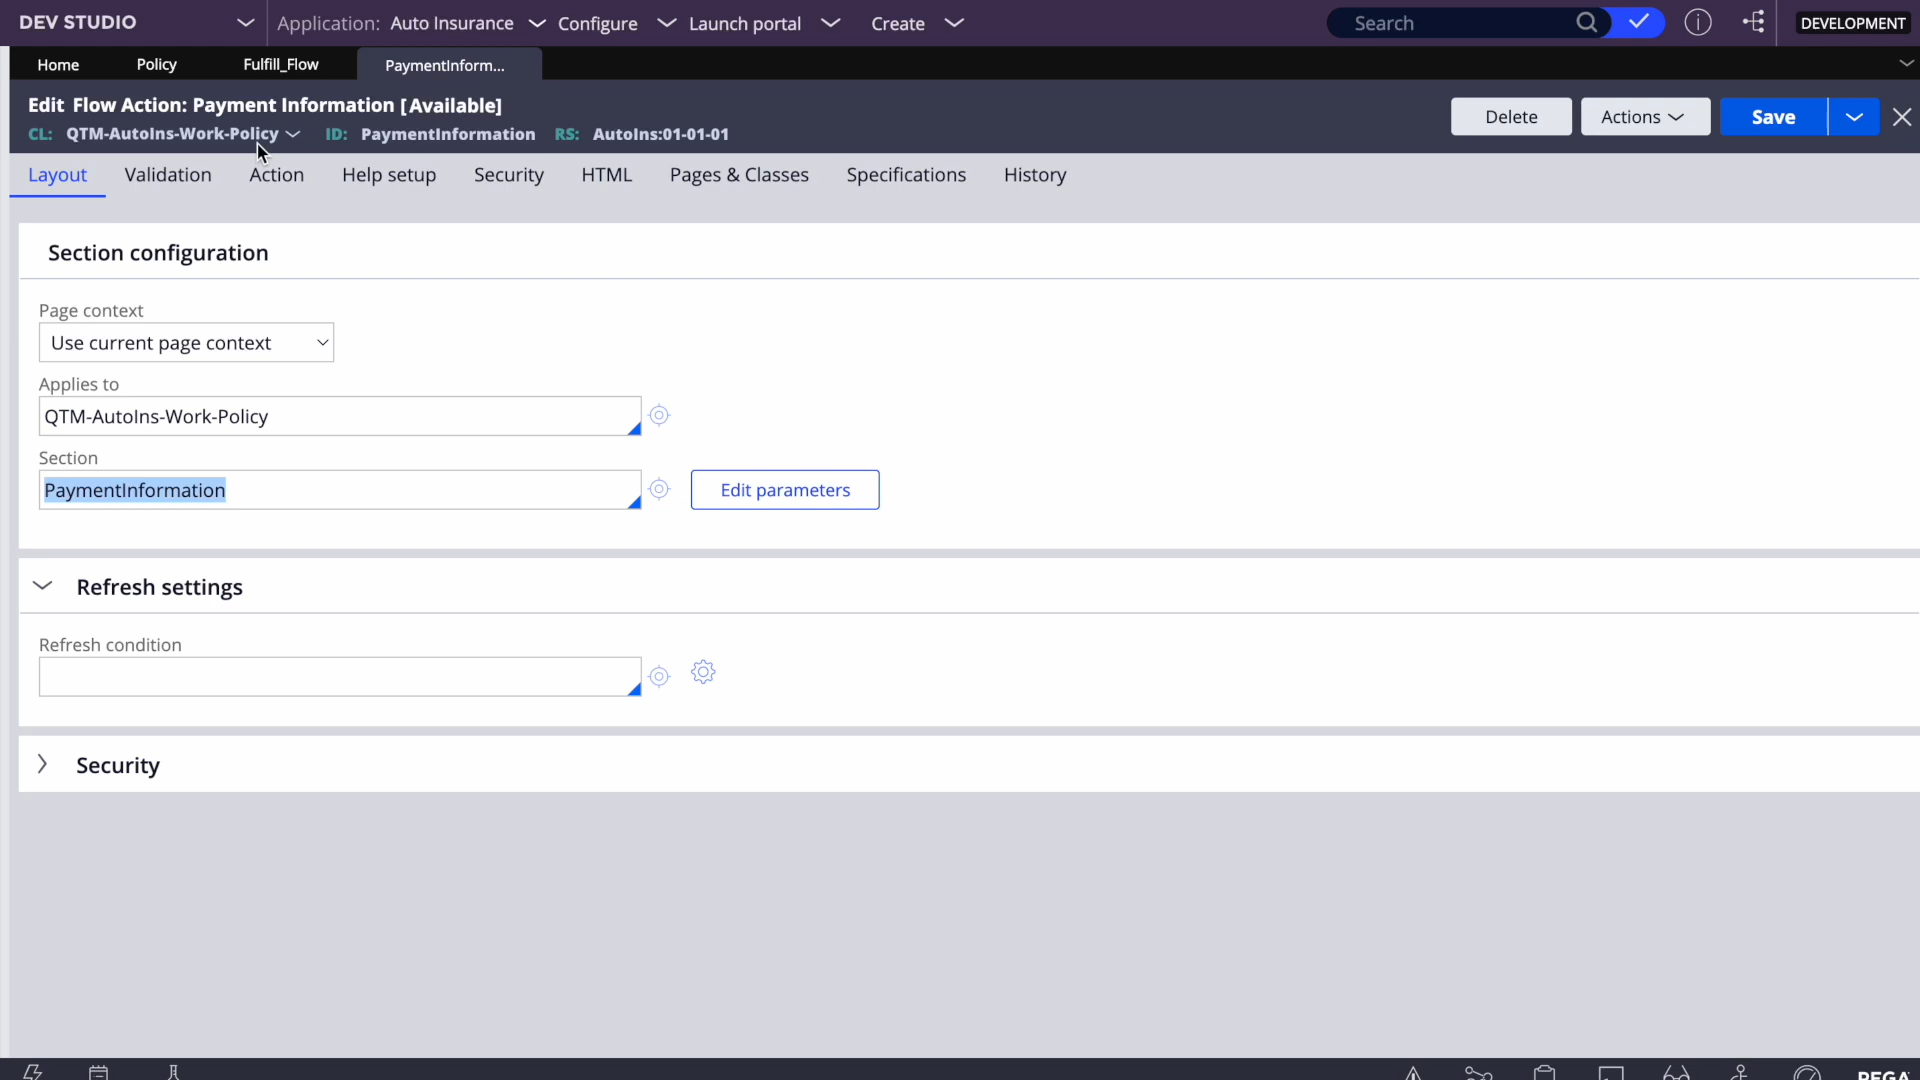 DEV STUDIO Application: Auto Insurance Configure Launch portal Create Search DEVELOPMENT
Home Policy Fulfill_Flow PaymentInform...
Edit Flow Action: Payment Information [Available]
CL: QTM-AutoIns-Work-Policy ID: PaymentInformation RS: AutoIns:01-01-01
Delete Actions Save
Layout Validation Action Help setup Security HTML Pages & Classes Specifications History
Section configuration
Page context
Use current page context
Applies to
QTM-AutoIns-Work-Policy
Section
PaymentInformation Edit parameters
Refresh settings
Refresh condition
Security
PEGA